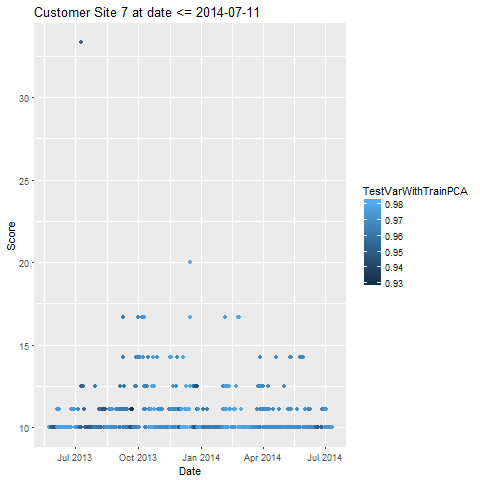 Customer Site 7 at date <= 2014-07-11
Score
30
25
20
15
10
Jul 2013 Oct 2013 Jan 2014 Apr 2014 Jul 2014
Date
TestVarWithTrainPCA
0.98
0.97
0.96
0.95
0.94
0.93